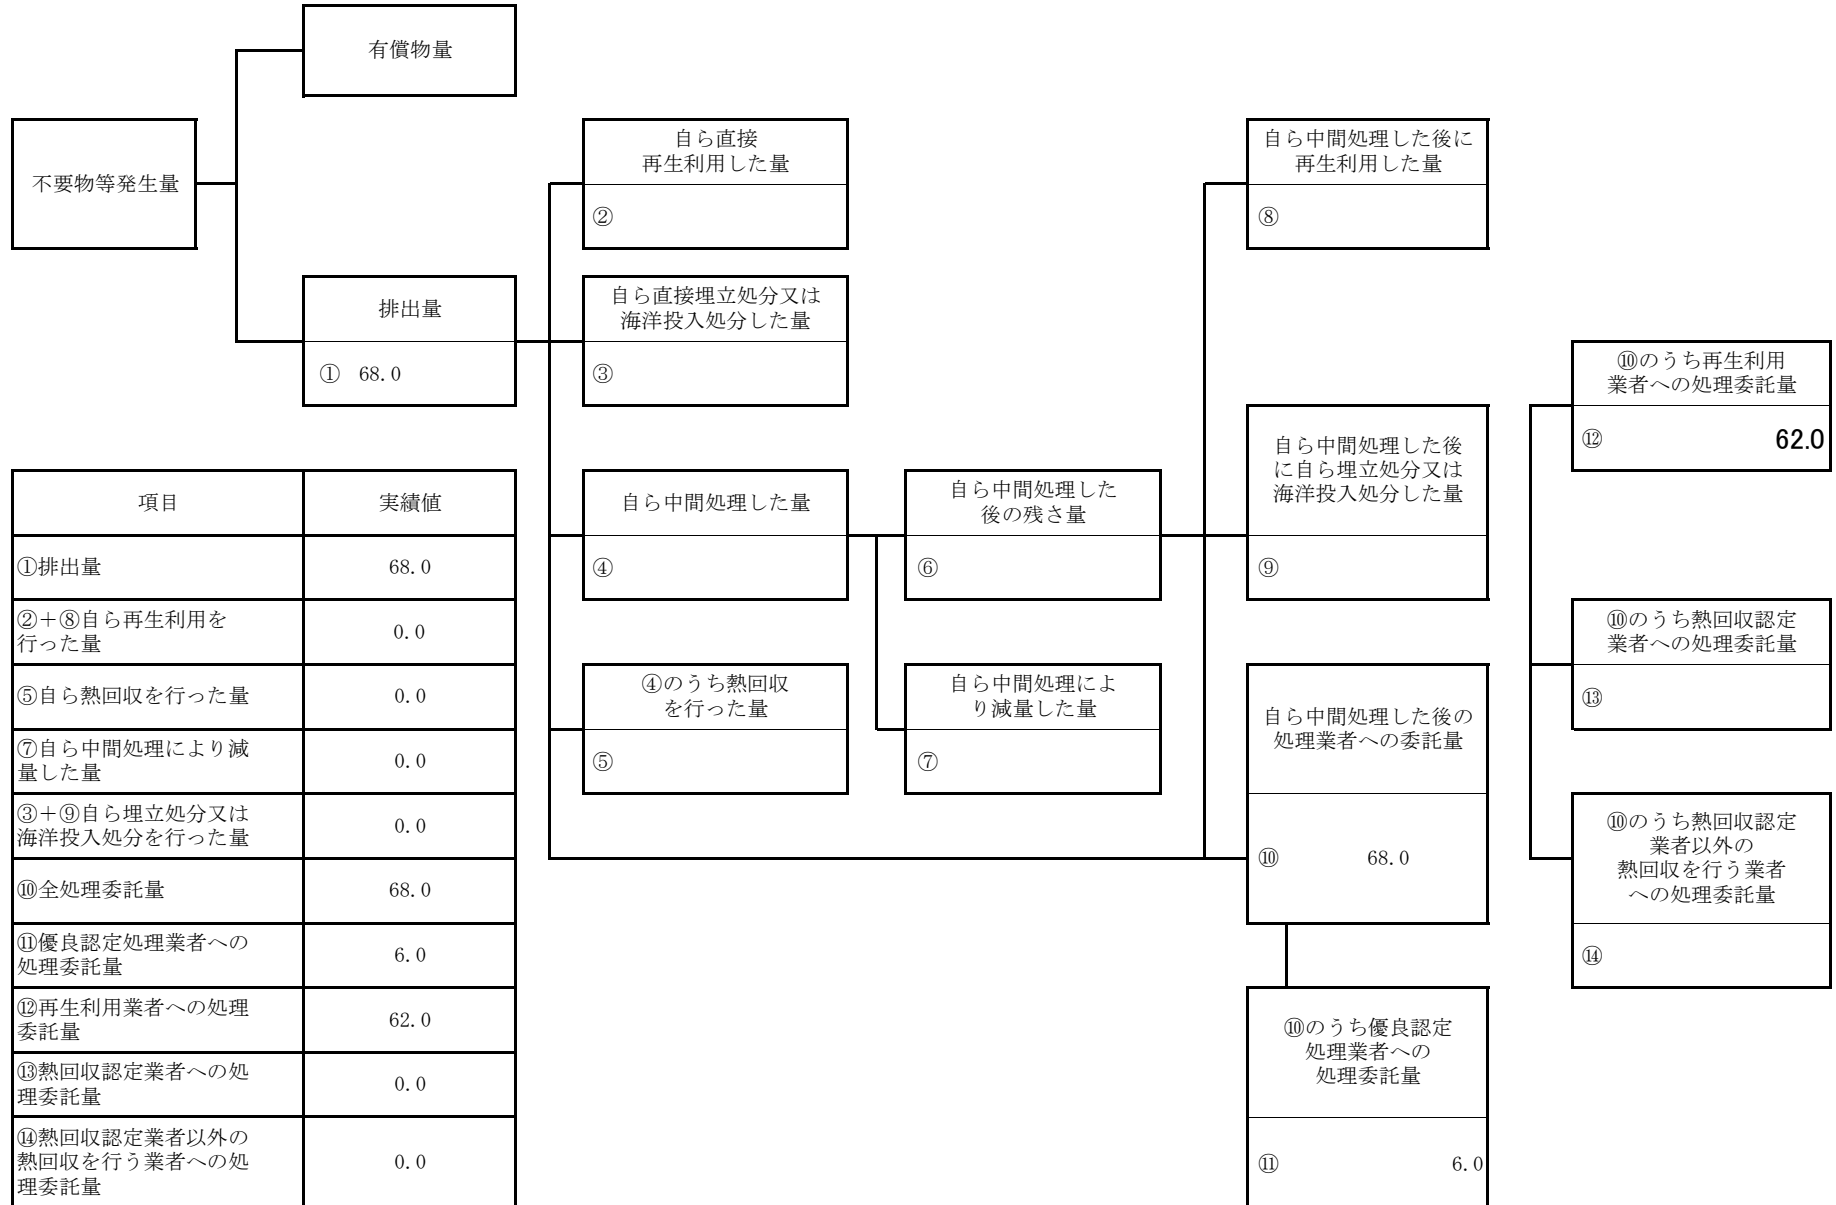 有償物量
不要物等発生量
自ら直接
再生利用した量
②
自ら中間処理した後に
再生利用した量
⑧
排出量
① 68.0
自ら直接埋立処分又は
海洋投入処分した量
③
⑩のうち再生利用
業者への処理委託量
⑫ 62.0
自ら中間処理した量
④
自ら中間処理した
後の残さ量
⑥
自ら中間処理した後
に自ら埋立処分又は
海洋投入処分した量
⑨
⑩のうち熱回収認定
業者への処理委託量
⑬
④のうち熱回収
を行った量
⑤
自ら中間処理によ
り減量した量
⑦
自ら中間処理した後の
処理業者への委託量
⑩ 68.0
⑩のうち熱回収認定
業者以外の
熱回収を行う業者
への処理委託量
⑭
⑩のうち優良認定
処理業者への
処理委託量
⑪ 6.0
項目 実績値
①排出量 68.0
②+⑧自ら再生利用を
行った量 0.0
⑤自ら熱回収を行った量 0.0
⑦自ら中間処理により減
量した量 0.0
③+⑨自ら埋立処分又は
海洋投入処分を行った量 0.0
⑩全処理委託量 68.0
⑪優良認定処理業者への
処理委託量 6.0
⑫再生利用業者への処理
委託量 62.0
⑬熱回収認定業者への処
理委託量 0.0
⑭熱回収認定業者以外の
熱回収を行う業者への処
理委託量 0.0